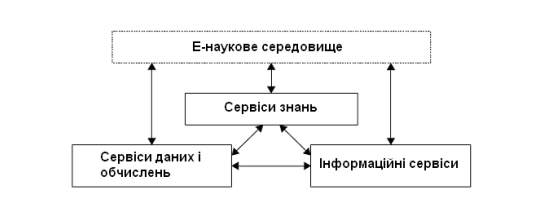 Е-наукове середовище
Сервіси знань
Сервіси даних і
обчислень
Інформаційні сервіси